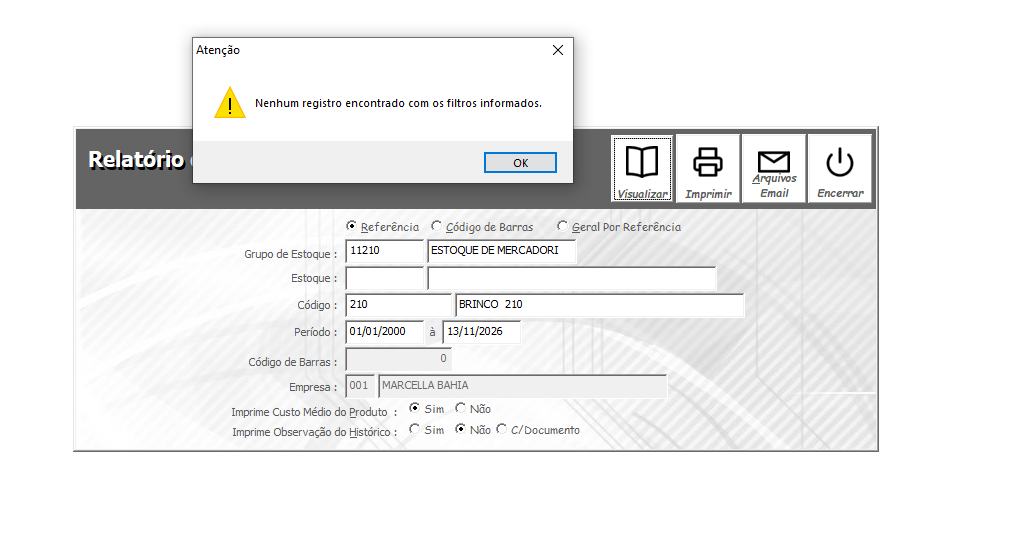 Atenção
Nenhum registro encontrado com os filtros informados.
OK
Relatório
Visualizar
Imprimir
Arquivos
Email
Encerrar
Referência Código de Barras Geral Por Referência
Grupo de Estoque : 11210 ESTOQUE DE MERCADORI
Estoque :
Código : 210 BRINCO 210
Período : 01/01/2000 à 13/11/2026
Código de Barras : 0
Empresa : 001 MARCELLA BAHIA
Imprime Custo Médio do Produto : Sim Não
Imprime Observação do Histórico : Sim Não C/Documento